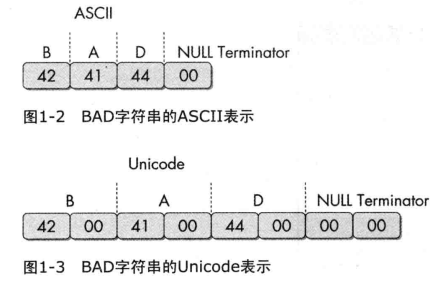 ASCII
B A D NULL Terminator
42 41 44 00
图1-2 BAD字符串的ASCII表示
Unicode
B A D NULL Terminator
42 00 41 00 44 00 00 00
图1-3 BAD字符串的Unicode表示